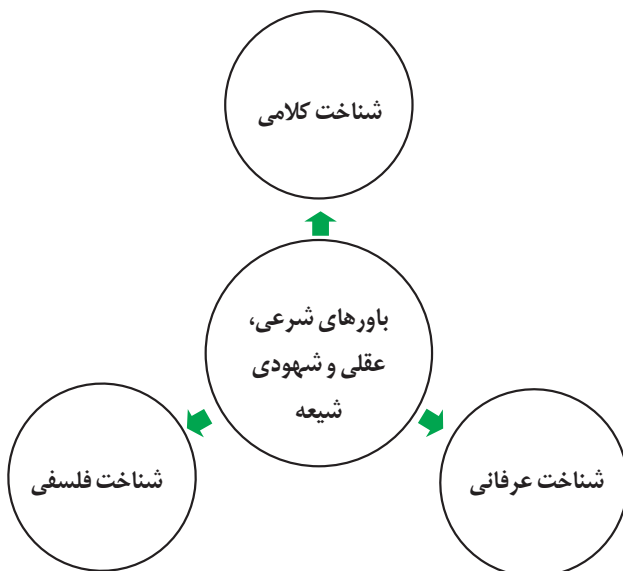 شناخت کلامی
باورهای شرعی،
عقلی و شهودی
شیعه
شناخت عرفانی
شناخت فلسفی